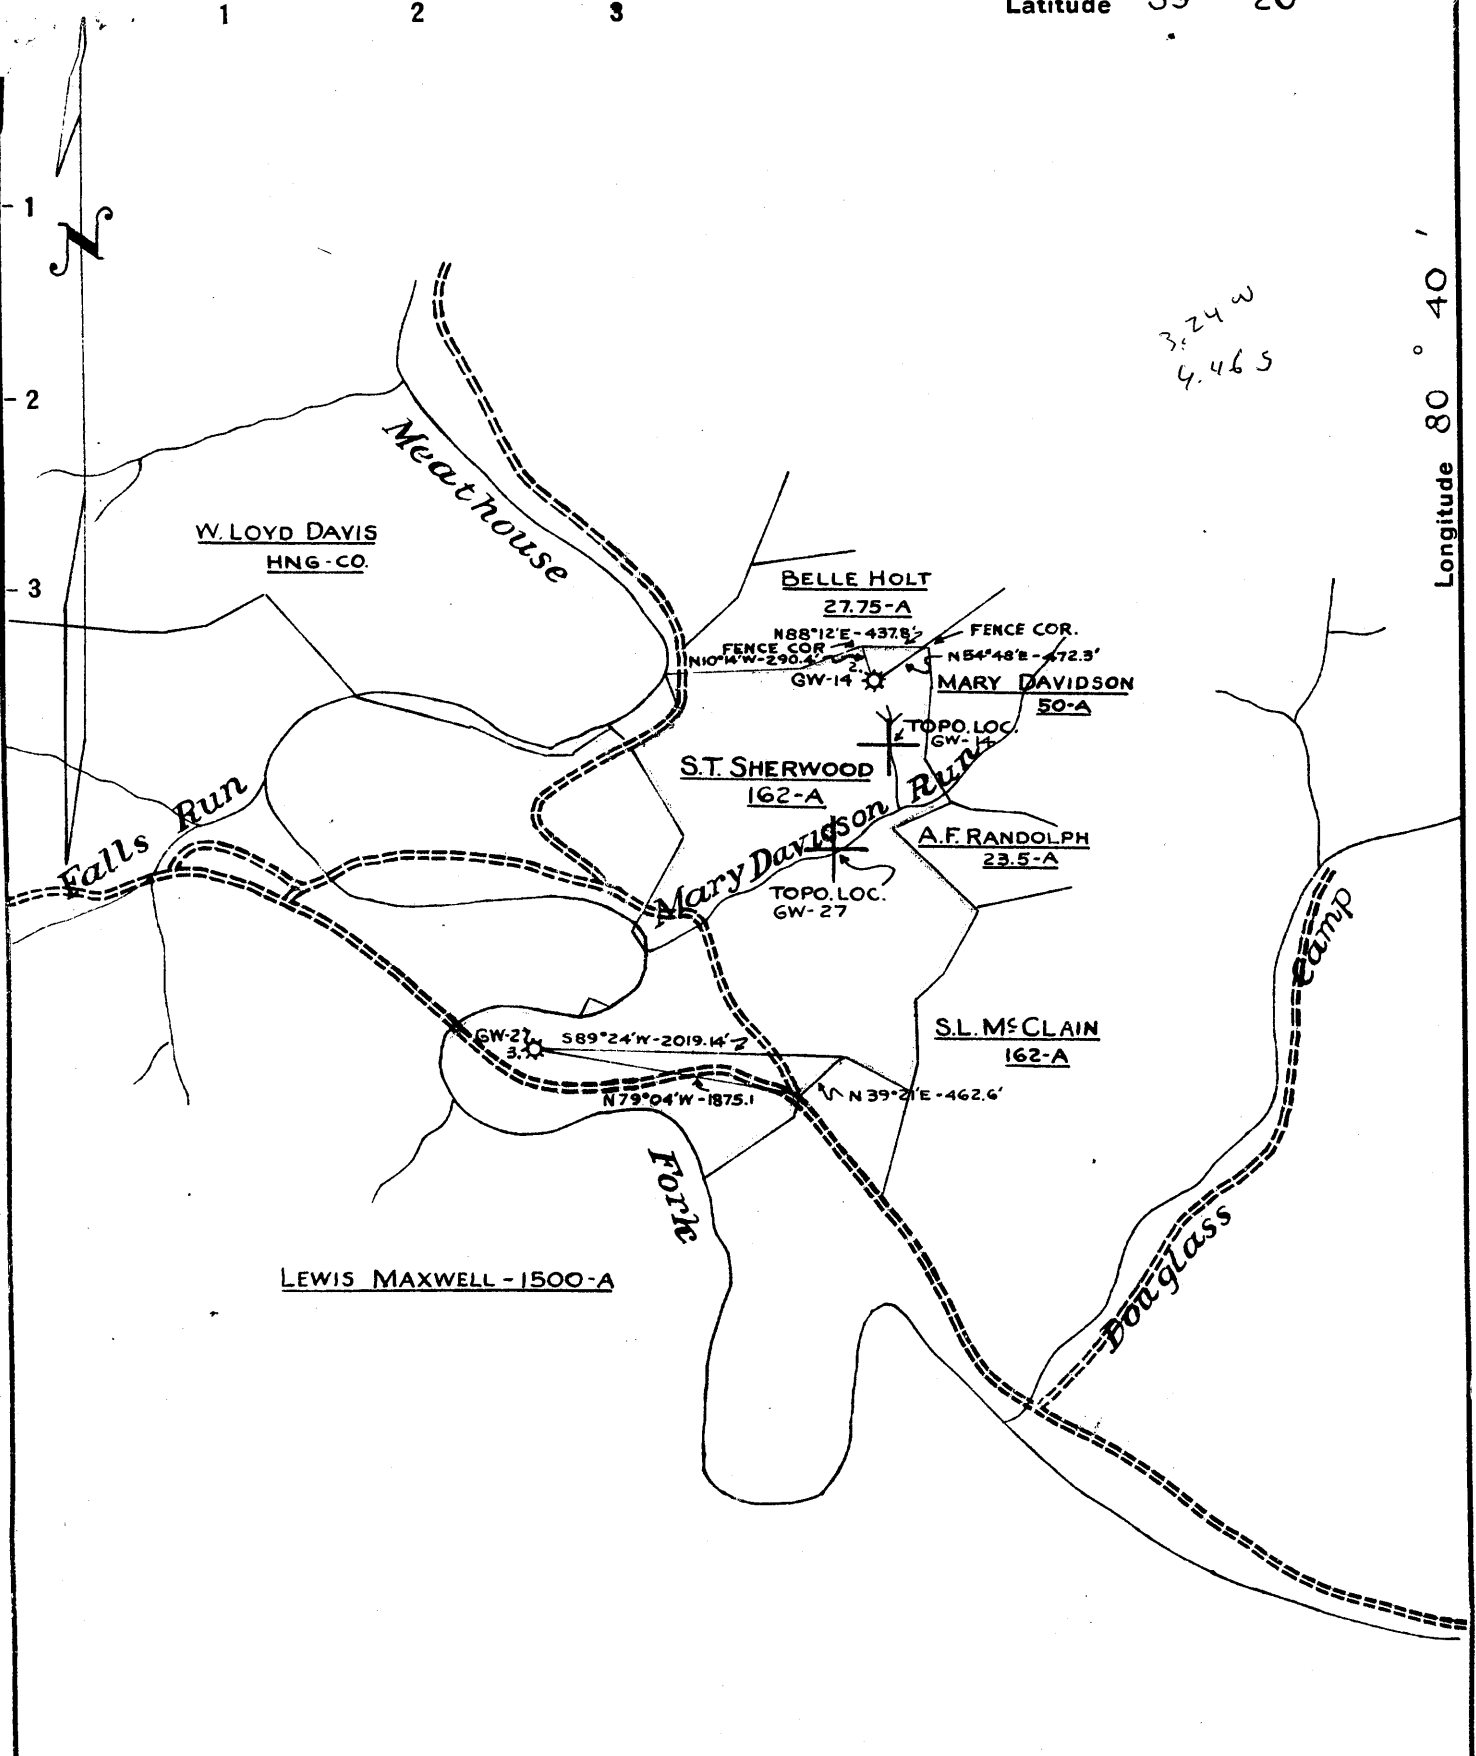 1 2 3
Latitude 39 20
1
N
2
3
3.24 W
4.46 S
Longitude 80 ° 40 '
Meathouse
W. LOYD DAVIS
HNG-CO.
BELLE HOLT
27.75-A
N88°12'E-437.8'
FENCE COR.
FENCE COR
N10°14'W-290.4'
N54°48'E-472.3'
2.
GW-14
MARY DAVIDSON
50-A
TOPO. LOC.
GW-14
S.T. SHERWOOD
162-A
Falls Run
Mary Davidson Run
A.F. RANDOLPH
23.5-A
TOPO. LOC.
GW-27
Camp
S.L. McCLAIN
162-A
GW-27
3.
S89°24'W-2019.14'
N79°04'W-1875.1
N39°21'E-462.6'
Fork
Douglass
LEWIS MAXWELL-1500-A